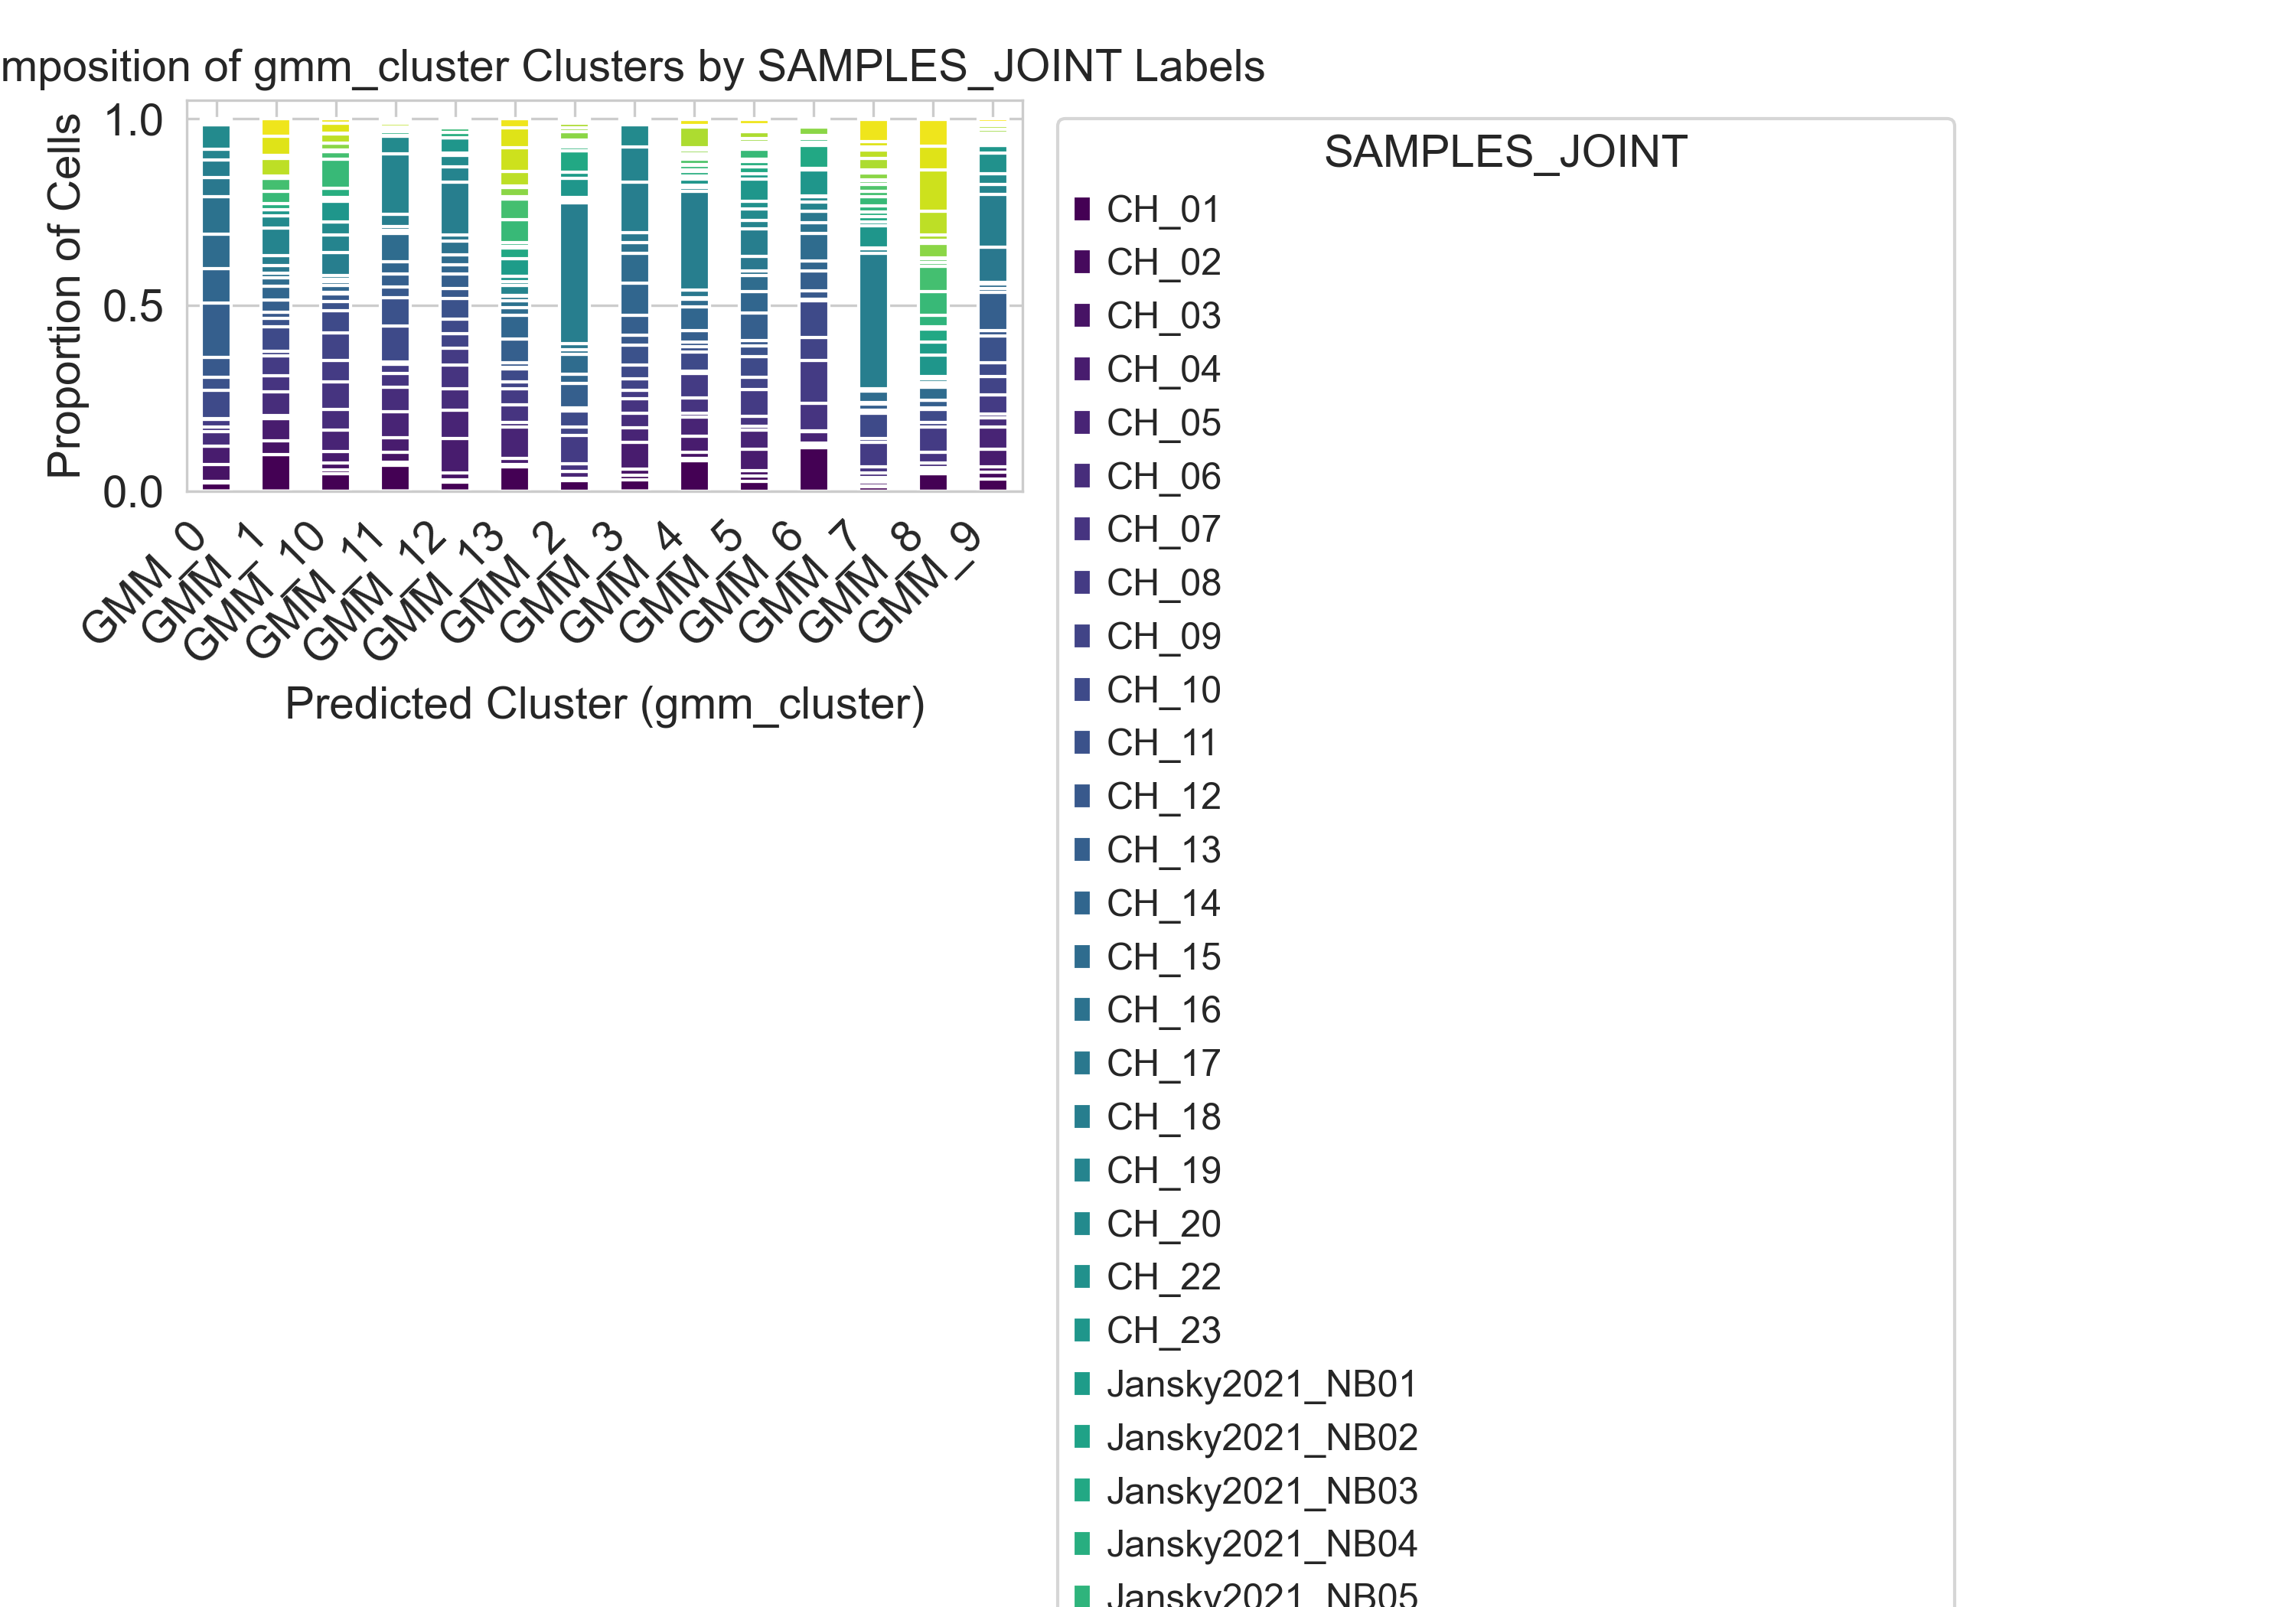 mposition of gmm_cluster Clusters by SAMPLES_JOINT Labels
Proportion of Cells
1.0
0.5
0.0
GMM_0
GMM_1
GMM_10
GMM_11
GMM_12
GMM_13
GMM_2
GMM_3
GMM_4
GMM_5
GMM_6
GMM_7
GMM_8
GMM_9
Predicted Cluster (gmm_cluster)
SAMPLES_JOINT
CH_01
CH_02
CH_03
CH_04
CH_05
CH_06
CH_07
CH_08
CH_09
CH_10
CH_11
CH_12
CH_13
CH_14
CH_15
CH_16
CH_17
CH_18
CH_19
CH_20
CH_22
CH_23
Jansky2021_NB01
Jansky2021_NB02
Jansky2021_NB03
Jansky2021_NB04
Jansky2021_NB05